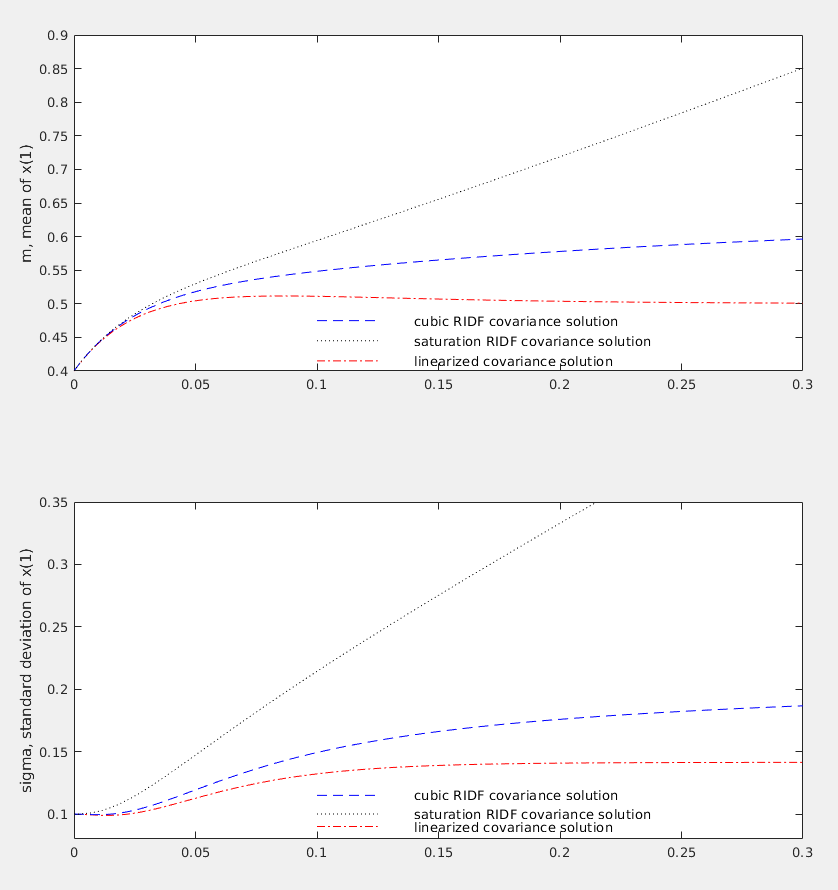 0.9
0.85
0.8
0.75
0.7
0.65
0.6
0.55
0.5
0.45
0.4
m, mean of x(1)
cubic RIDF covariance solution
saturation RIDF covariance solution
linearized covariance solution
0 0.05 0.1 0.15 0.2 0.25 0.3
0.35
0.3
0.25
0.2
0.15
0.1
sigma, standard deviation of x(1)
cubic RIDF covariance solution
saturation RIDF covariance solution
linearized covariance solution
0 0.05 0.1 0.15 0.2 0.25 0.3